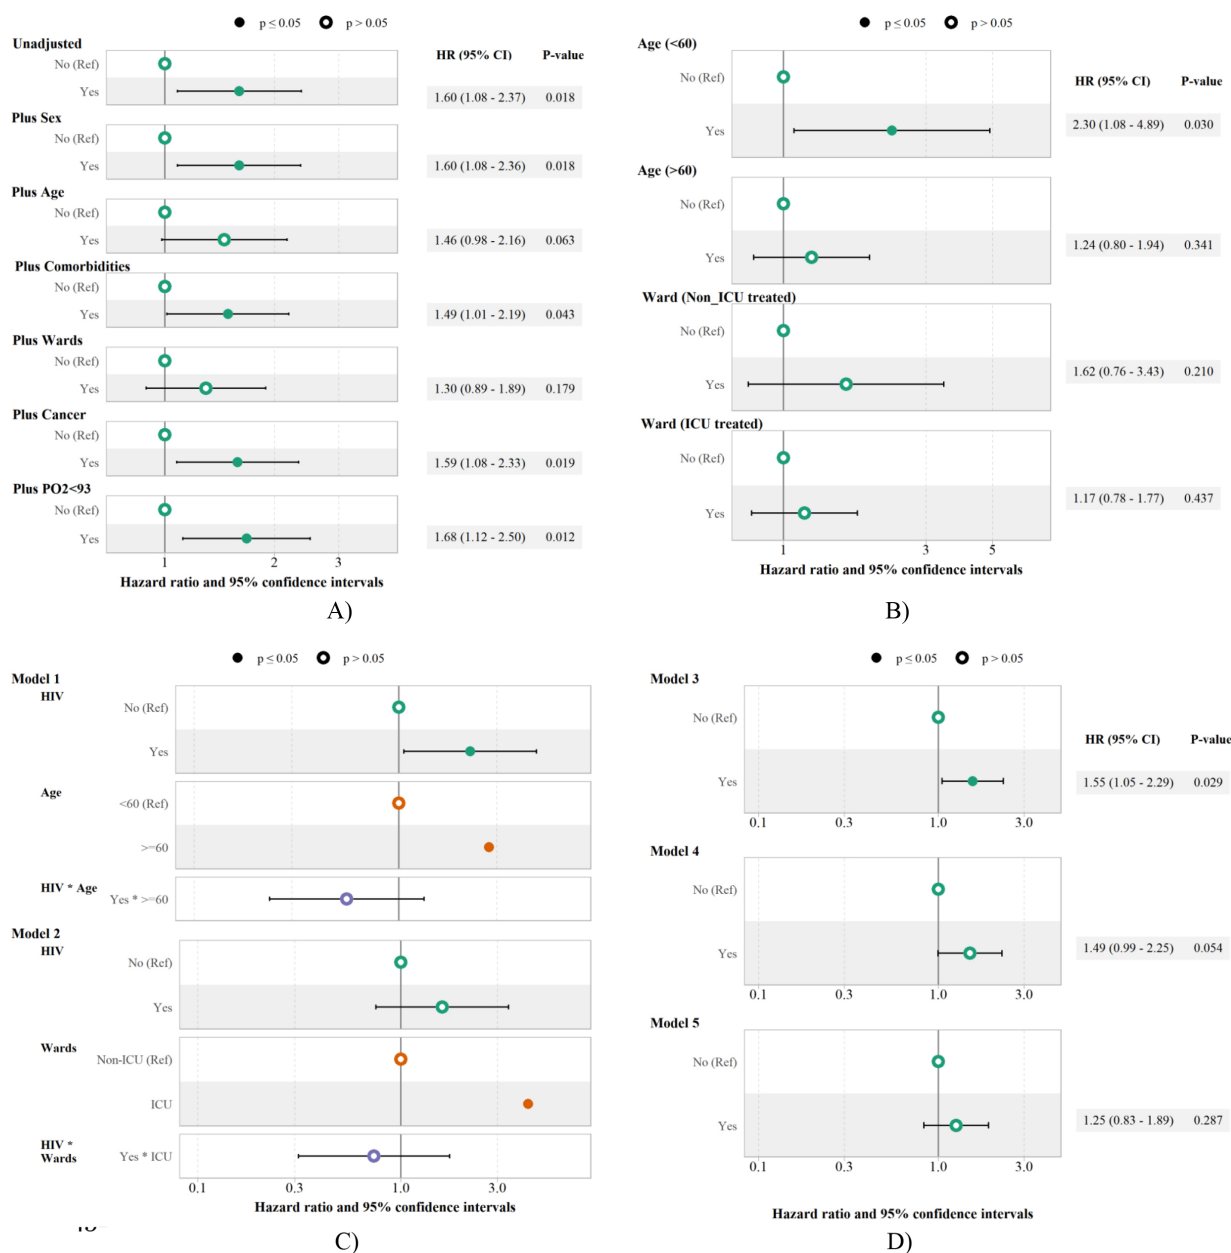 p ≤ 0.05 p > 0.05
Unadjusted
HR (95% CI) P-value
No (Ref)
Yes
1.60 (1.08 - 2.37) 0.018
Plus Sex
No (Ref)
Yes
1.60 (1.08 - 2.36) 0.018
Plus Age
No (Ref)
Yes
1.46 (0.98 - 2.16) 0.063
Plus Comorbidities
No (Ref)
Yes
1.49 (1.01 - 2.19) 0.043
Plus Wards
No (Ref)
Yes
1.30 (0.89 - 1.89) 0.179
Plus Cancer
No (Ref)
Yes
1.59 (1.08 - 2.33) 0.019
Plus PO2<93
No (Ref)
Yes
1.68 (1.12 - 2.50) 0.012
1 2 3
Hazard ratio and 95% confidence intervals
A)
p ≤ 0.05 p > 0.05
Age (<60)
No (Ref)
HR (95% CI) P-value
Yes
2.30 (1.08 - 4.89) 0.030
Age (>60)
No (Ref)
Yes
1.24 (0.80 - 1.94) 0.341
Ward (Non_ICU treated)
No (Ref)
Yes
1.62 (0.76 - 3.43) 0.210
Ward (ICU treated)
No (Ref)
Yes
1.17 (0.78 - 1.77) 0.437
1 3 5
Hazard ratio and 95% confidence intervals
B)
p ≤ 0.05 p > 0.05
Model 1
HIV
No (Ref)
Yes
Age
<60 (Ref)
>=60
HIV * Age
Yes * >=60
Model 2
HIV
No (Ref)
Yes
Wards
Non-ICU (Ref)
ICU
HIV *
Wards
Yes * ICU
0.1 0.3 1.0 3.0
Hazard ratio and 95% confidence intervals
C)
p ≤ 0.05 p > 0.05
Model 3
No (Ref)
HR (95% CI) P-value
Yes
1.55 (1.05 - 2.29) 0.029
0.1 0.3 1.0 3.0
Model 4
No (Ref)
Yes
1.49 (0.99 - 2.25) 0.054
0.1 0.3 1.0 3.0
Model 5
No (Ref)
Yes
1.25 (0.83 - 1.89) 0.287
0.1 0.3 1.0 3.0
Hazard ratio and 95% confidence intervals
D)